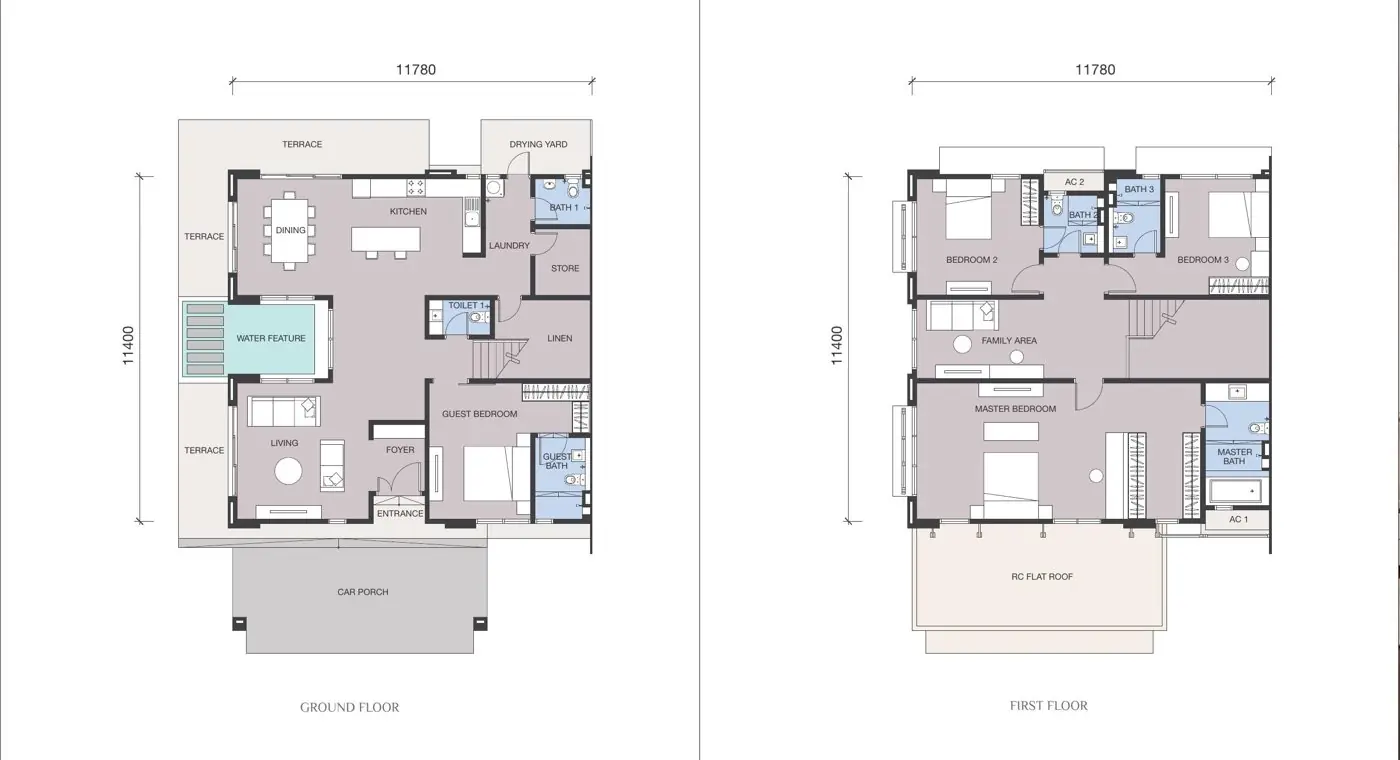 11780
11400
TERRACE
DRYING YARD
KITCHEN
BATH 1
DINING
TERRACE
LAUNDRY
STORE
TOILET 1
WATER FEATURE
LINEN
GUEST BEDROOM
LIVING
FOYER
TERRACE
GUEST
BATH
ENTRANCE
CAR PORCH
GROUND FLOOR
11780
11400
AC 2
BATH 3
BATH 2
BEDROOM 2
BEDROOM 3
FAMILY AREA
MASTER BEDROOM
MASTER
BATH
AC 1
RC FLAT ROOF
FIRST FLOOR